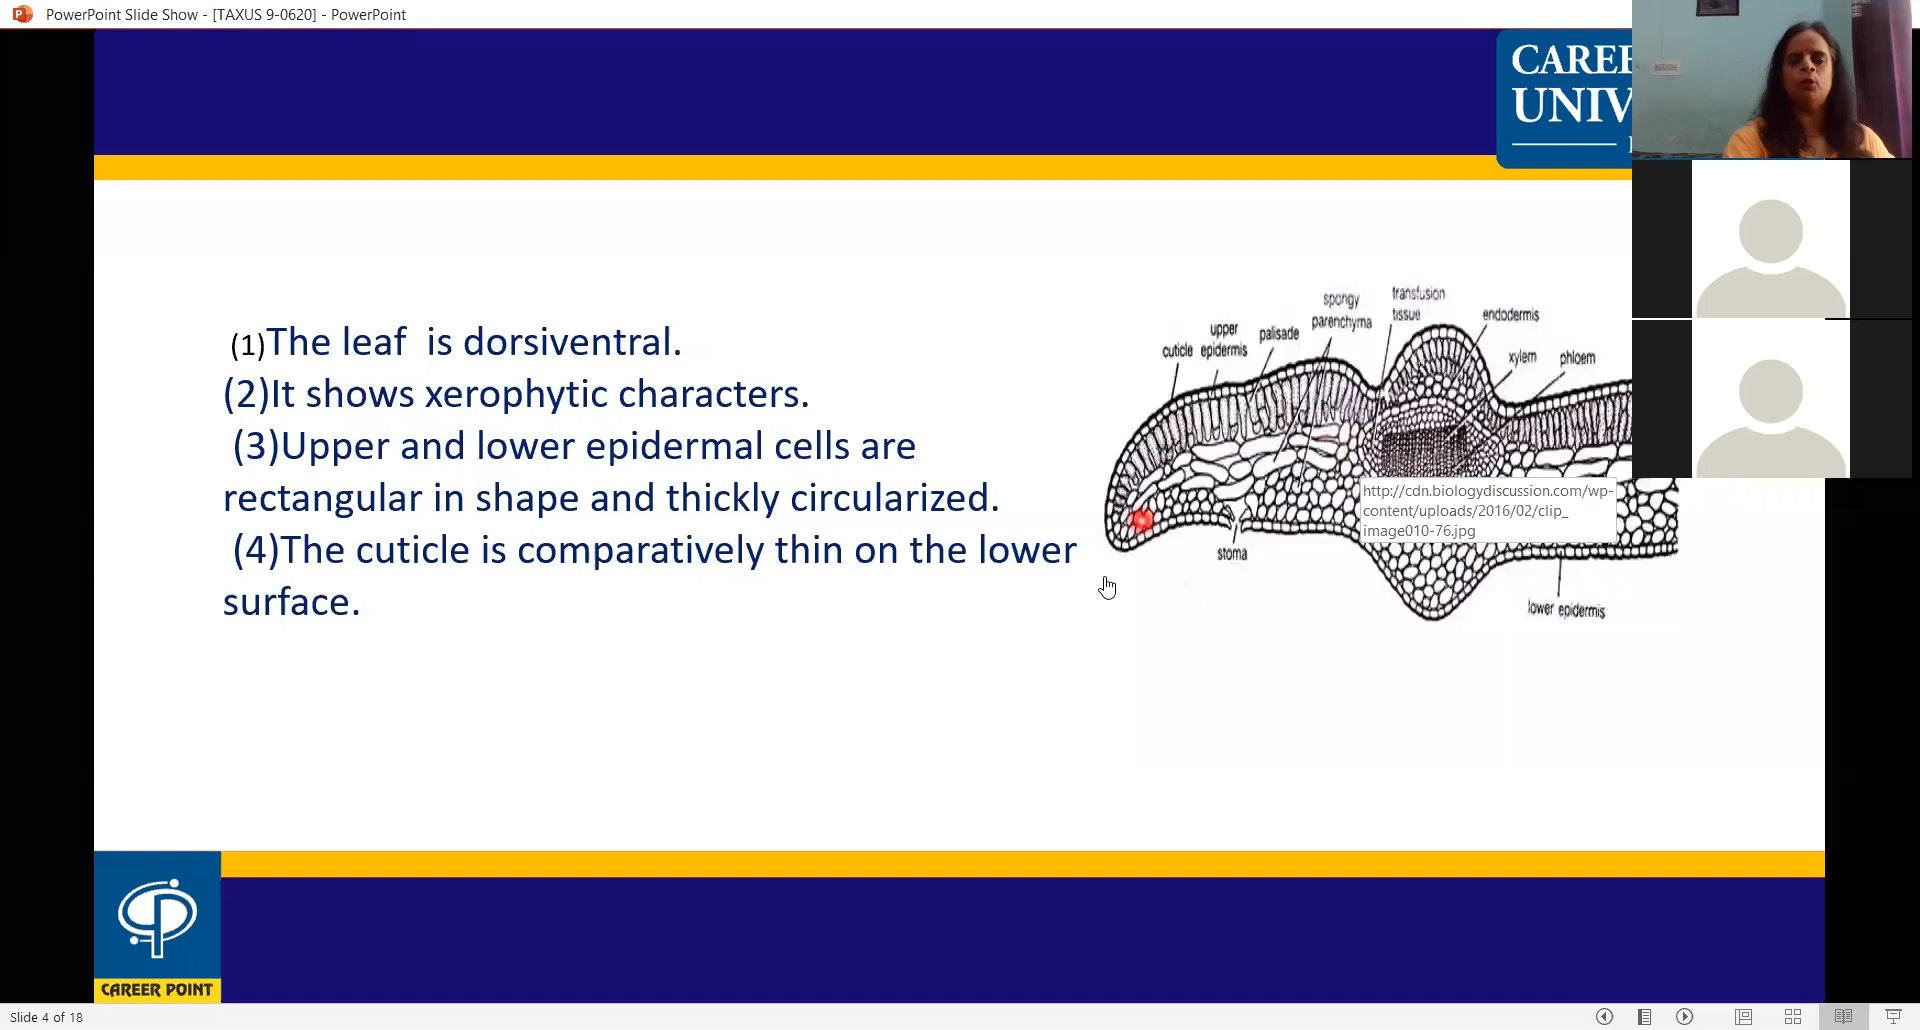 PowerPoint Slide Show - [TAXUS 9-0620] - PowerPoint
(1)The leaf  is dorsiventral.
(2)It shows xerophytic characters.
(3)Upper and lower epidermal cells are
rectangular in shape and thickly circularized.
(4)The cuticle is comparatively thin on the lower
surface.
cuticle
upper
epidermis
palisade
spongy
parenchyma
transfusion
tissue
endodermis
xylem
phloem
http://cdn.biologydiscussion.com/wp-
content/uploads/2016/02/clip_
image010-76.jpg
stoma
lower epidermis
CAREER POINT
Slide 4 of 18